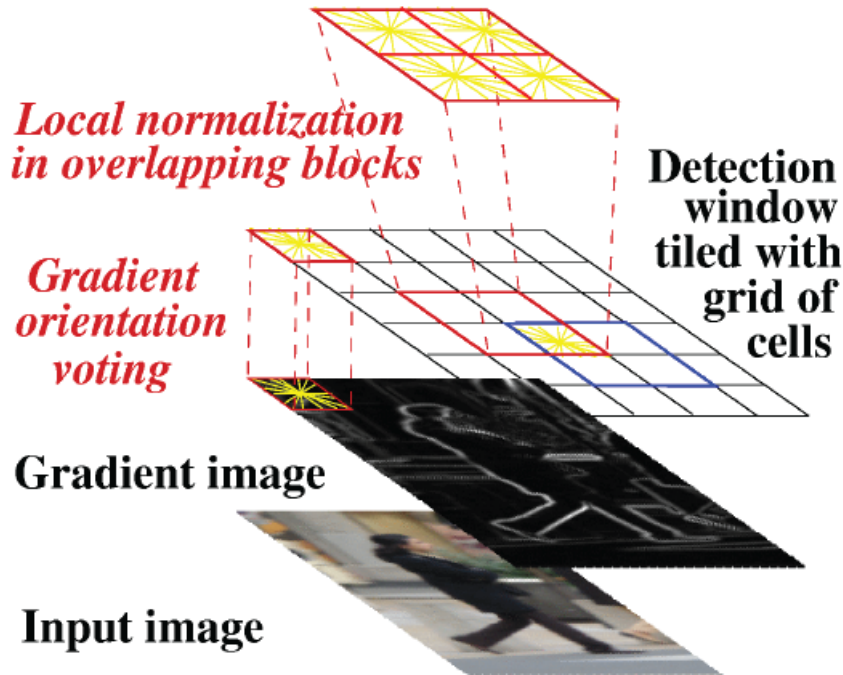 Local normalization
in overlapping blocks
Detection
window
tiled with
grid of
cells
Gradient
orientation
voting
Gradient image
Input image